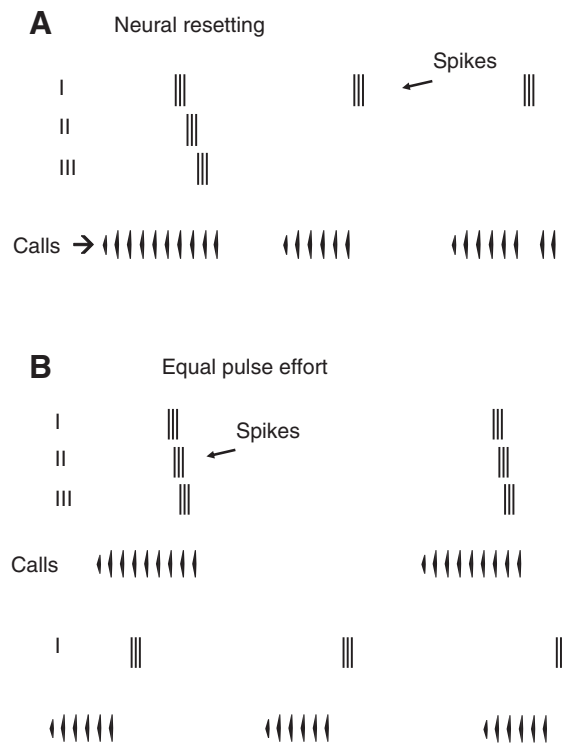 A Neural resetting
Spikes
I
II
III
Calls
B Equal pulse effort
I
Spikes
II
III
Calls
I